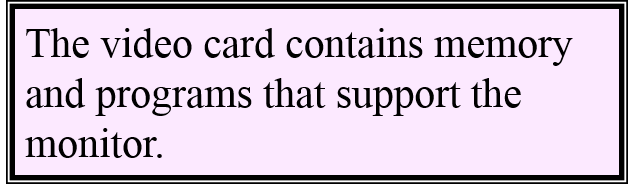 The video card contains memory
and programs that support the
monitor.